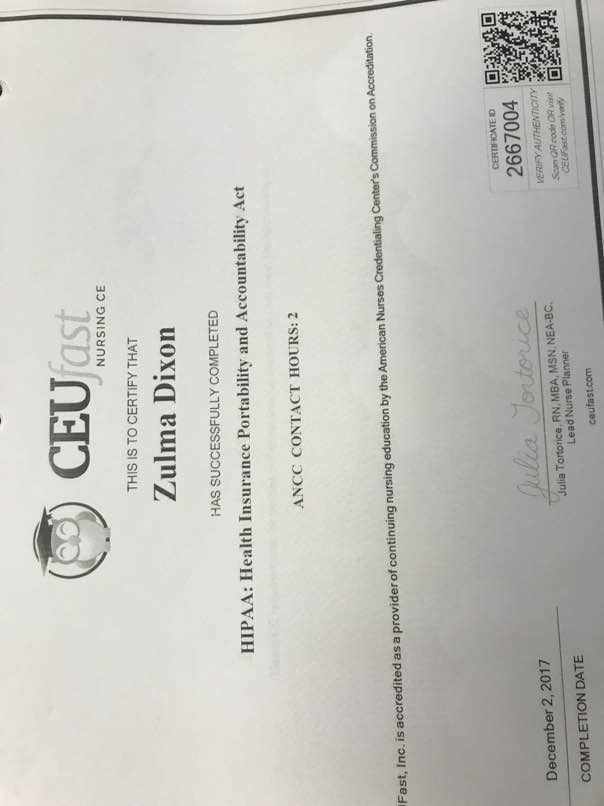 CEUfast
NURSING CE
THIS IS TO CERTIFY THAT
Zulma Dixon
HAS SUCCESSFULLY COMPLETED
HIPAA: Health Insurance Portability and Accountability Act
ANCC CONTACT HOURS: 2
Fast, Inc. is accredited as a provider of continuing nursing education by the American Nurses Credentialing Center's Commission on Accreditation.
December 2, 2017
COMPLETION DATE
Julia Tortorice
Julia Tortorice, RN, MBA, MSN, NEA-BC,
Lead Nurse Planner
ceufast.com
CERTIFICATE ID
2667004
VERIFY AUTHENTICITY
Scan QR code OR visit
CEUFast.com/verify